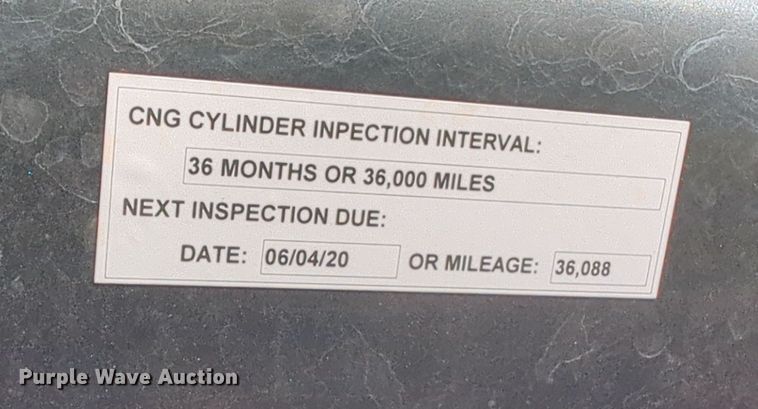 CNG CYLINDER INPECTION INTERVAL:
36 MONTHS OR 36,000 MILES
NEXT INSPECTION DUE:
DATE: 06/04/20 OR MILEAGE: 36,088
Purple Wave Auction